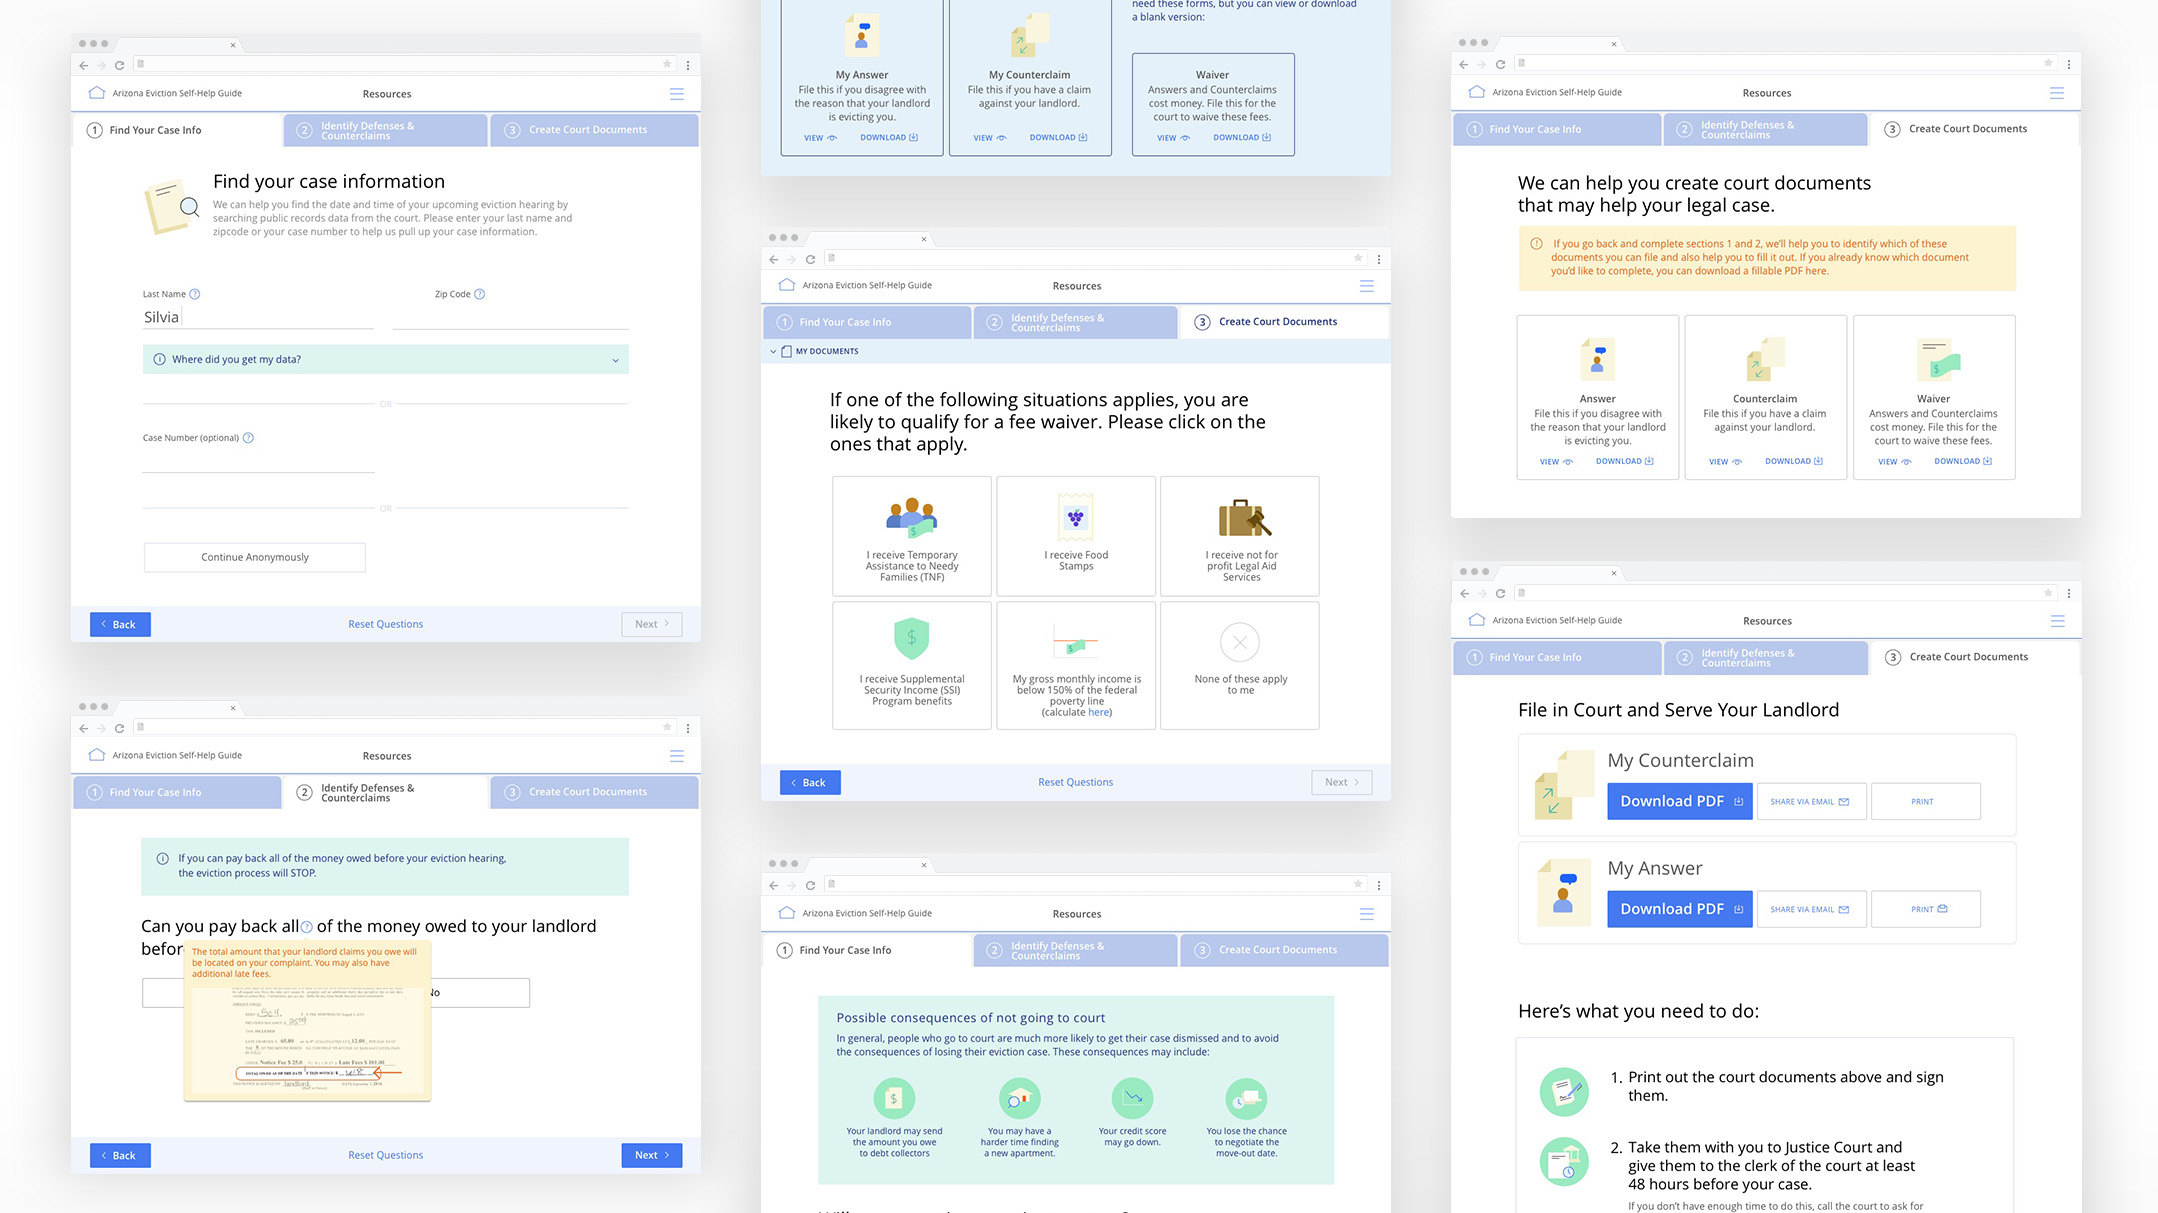 Arizona Eviction Self-Help Guide
Resources
1 Find Your Case Info
2 Identify Defenses &
Counterclaims
3 Create Court Documents
Find your case information
We can help you find the date and time of your upcoming eviction hearing by
searching public records data from the court. Please enter your last name and
zipcode or your case number to help us pull up your case information.
Last Name ?
Zip Code ?
Silvia
Where did you get my data?
OR
Case Number (optional) ?
OR
Continue Anonymously
Back
Reset Questions
Next
Arizona Eviction Self-Help Guide
Resources
1 Find Your Case Info
2 Identify Defenses &
Counterclaims
3 Create Court Documents
If you can pay back all of the money owed before your eviction hearing,
the eviction process will STOP.
Can you pay back all ? of the money owed to your landlord
befor
The total amount that your landlord claims you owe will
be located on your complaint. You may also have
additional late fees.
No
Notice Fee $ 25.0
Late Fees $ 101.00
TOTAL OWED AS OF THE DATE
THIS NOTICE: $
landlord
Back
Reset Questions
Next
need these forms, but you can view or download
a blank version:
My Answer
File this if you disagree with
the reason that your landlord
is evicting you.
VIEW
DOWNLOAD
My Counterclaim
File this if you have a claim
against your landlord.
VIEW
DOWNLOAD
Waiver
Answers and Counterclaims
cost money. File this for the
court to waive these fees.
VIEW
DOWNLOAD
Arizona Eviction Self-Help Guide
Resources
1 Find Your Case Info
2 Identify Defenses &
Counterclaims
3 Create Court Documents
MY DOCUMENTS
If one of the following situations applies, you are
likely to qualify for a fee waiver. Please click on the
ones that apply.
I receive Temporary
Assistance to Needy
Families (TNF)
I receive Food
Stamps
I receive not for
profit Legal Aid
Services
I receive Supplemental
Security Income (SSI)
Program benefits
My gross monthly income is
below 150% of the federal
poverty line
(calculate here)
None of these apply
to me
Back
Reset Questions
Next
Arizona Eviction Self-Help Guide
Resources
1 Find Your Case Info
2 Identify Defenses &
Counterclaims
3 Create Court Documents
Possible consequences of not going to court
In general, people who go to court are much more likely to get their case dismissed and to avoid
the consequences of losing their eviction case. These consequences may include:
Your landlord may send
the amount you owe
to debt collectors
You may have a
harder time finding
a new apartment.
Your credit score
may go down.
You lose the chance
to negotiate the
move-out date.
Arizona Eviction Self-Help Guide
Resources
1 Find Your Case Info
2 Identify Defenses &
Counterclaims
3 Create Court Documents
We can help you create court documents
that may help your legal case.
If you go back and complete sections 1 and 2, we'll help you to identify which of these
documents you can file and also help you to fill it out. If you already know which document
you'd like to complete, you can download a fillable PDF here.
Answer
File this if you disagree with
the reason that your landlord
is evicting you.
VIEW
DOWNLOAD
Counterclaim
File this if you have a claim
against your landlord.
VIEW
DOWNLOAD
Waiver
Answers and Counterclaims
cost money. File this for the
court to waive these fees.
VIEW
DOWNLOAD
Arizona Eviction Self-Help Guide
Resources
1 Find Your Case Info
2 Identify Defenses &
Counterclaims
3 Create Court Documents
File in Court and Serve Your Landlord
My Counterclaim
Download PDF
SHARE VIA EMAIL
PRINT
My Answer
Download PDF
SHARE VIA EMAIL
PRINT
Here's what you need to do:
1. Print out the court documents above and sign
them.
2. Take them with you to Justice Court and
give them to the clerk of the court at least
48 hours before your case.
If you don't have enough time to do this, call the court to ask for